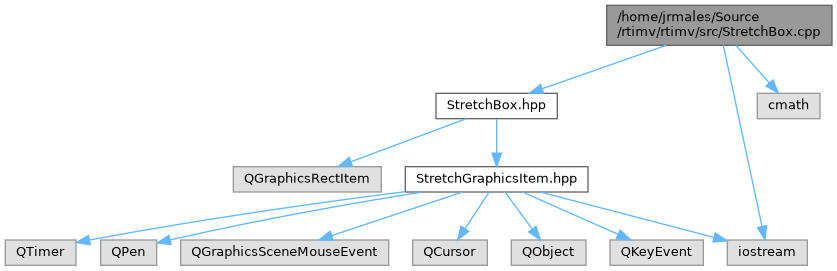 /home/jrmales/Source
/rtimv/rtimv/src/StretchBox.cpp
StretchBox.hpp
cmath
QGraphicsRectItem
StretchGraphicsItem.hpp
QTimer
QPen
QGraphicsSceneMouseEvent
QCursor
QObject
QKeyEvent
iostream